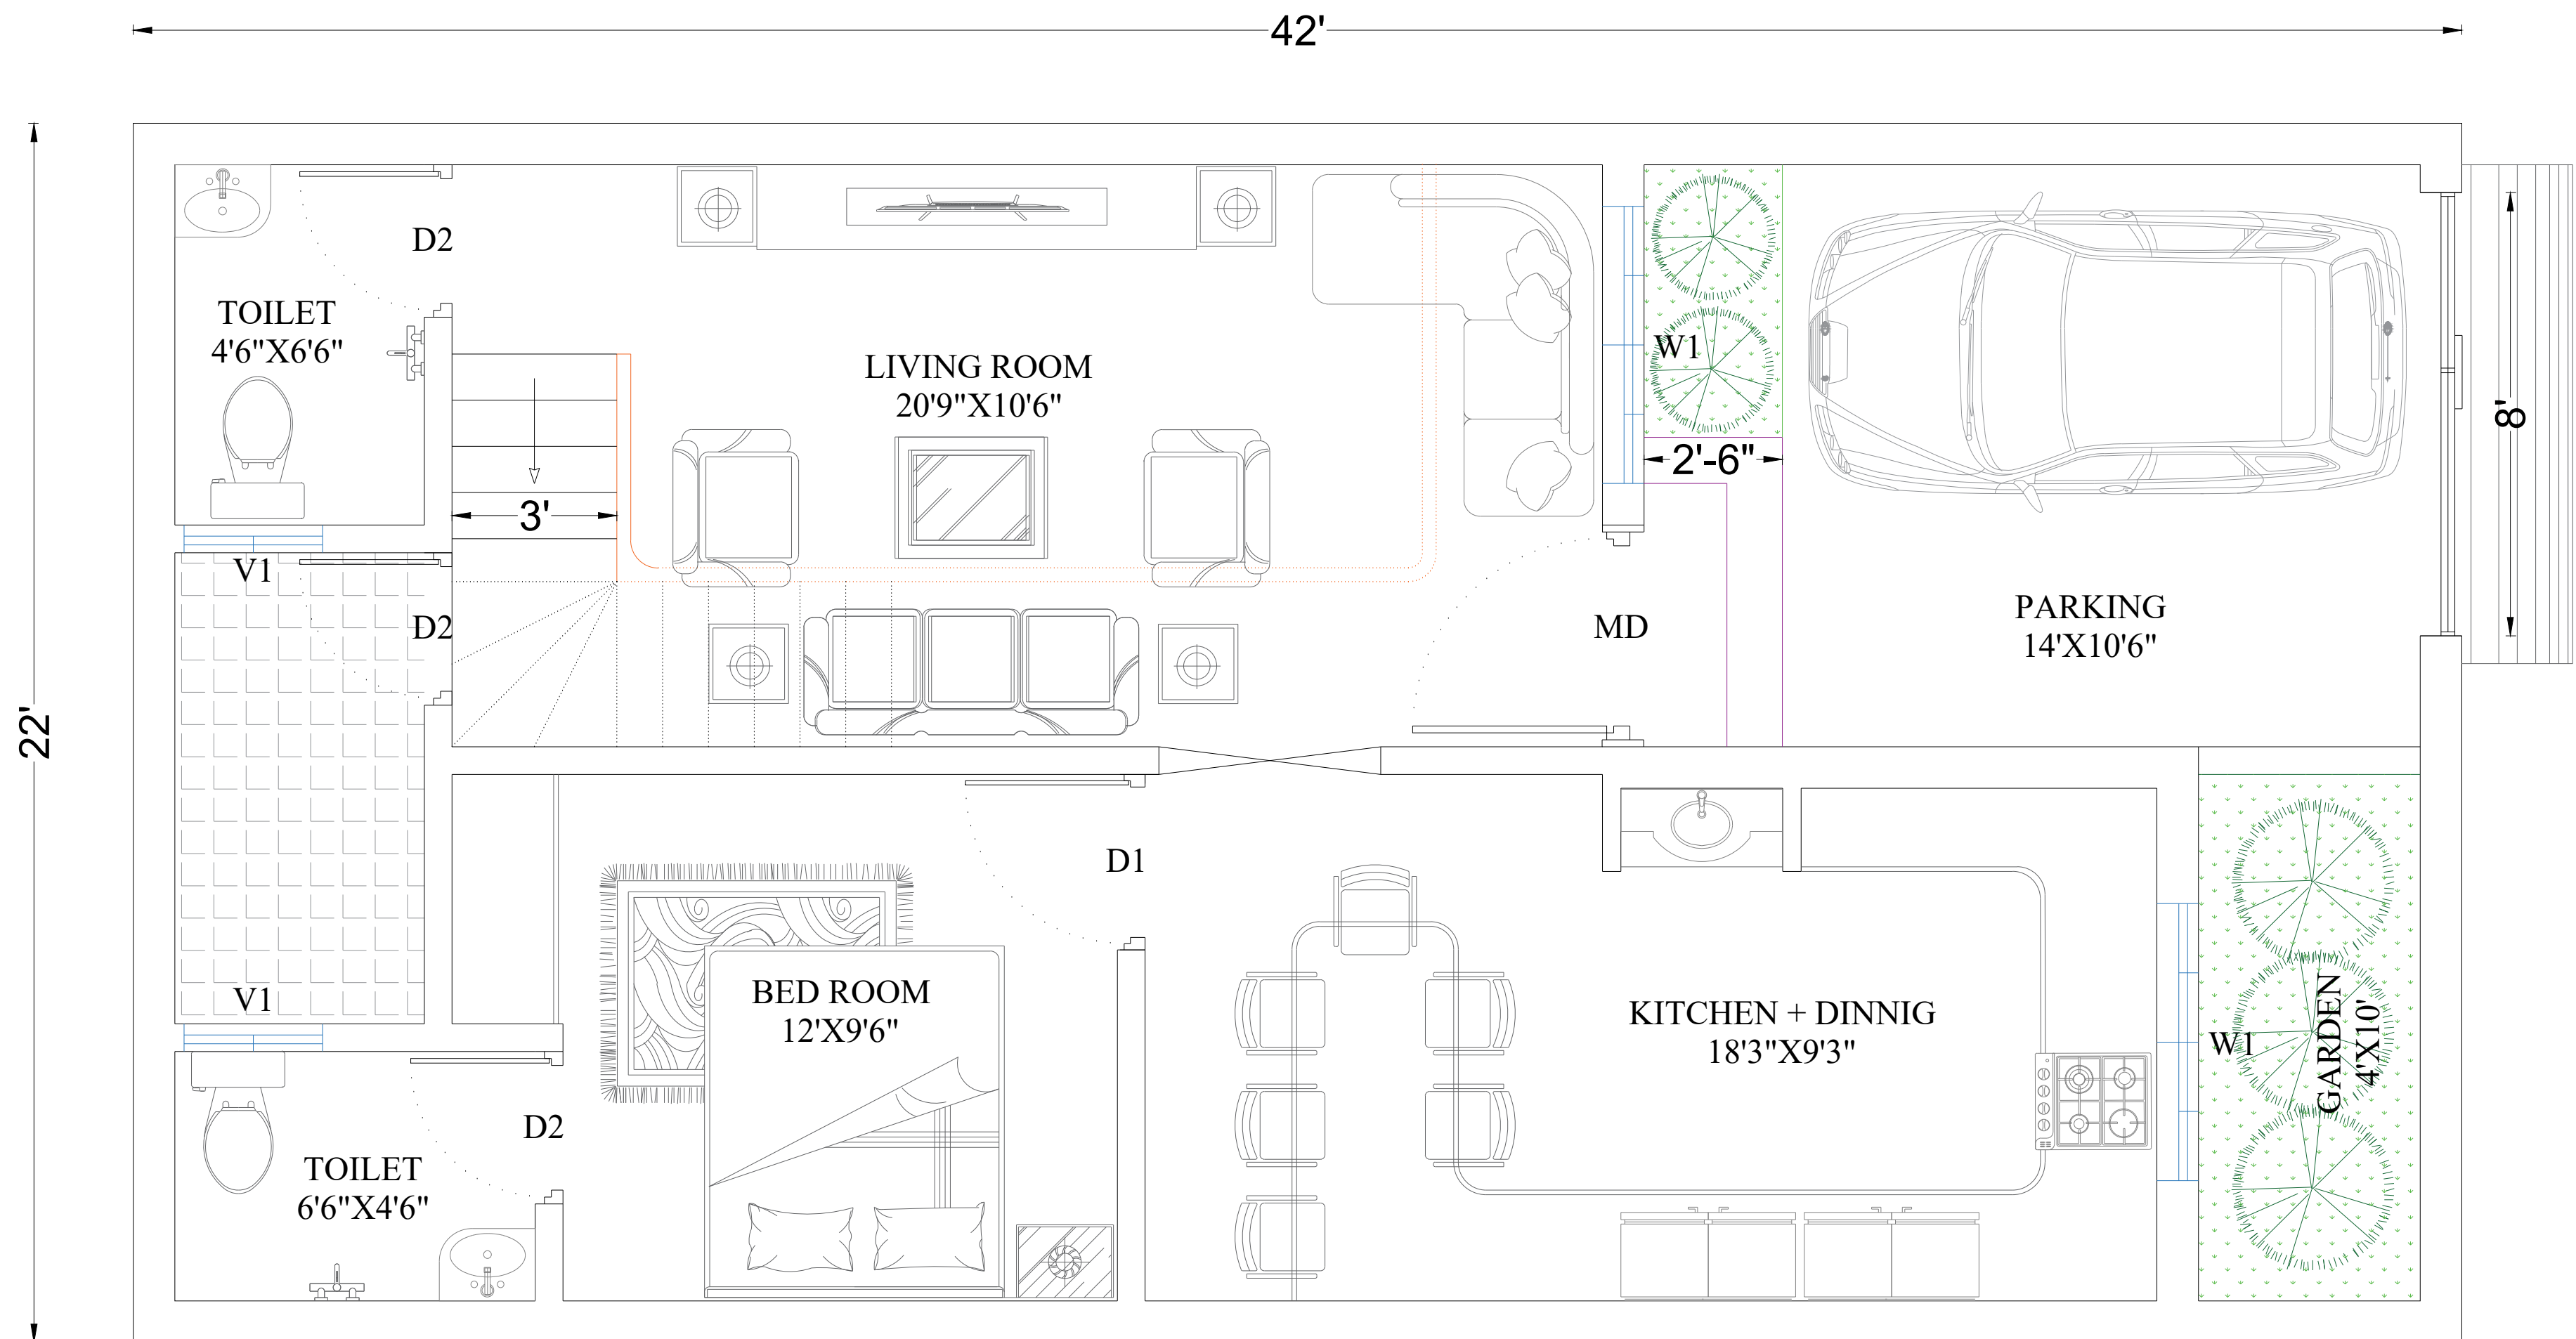 42'
D2
TOILET
4'6"X6'6"
LIVING ROOM
20'9"X10'6"
W1
2'-6"
8'
3'
V1
D2
MD
PARKING
14'X10'6"
22'
D1
V1
BED ROOM
12'X9'6"
KITCHEN + DINNIG
18'3"X9'3"
W1
GARDEN
4'X10'
D2
TOILET
6'6"X4'6"